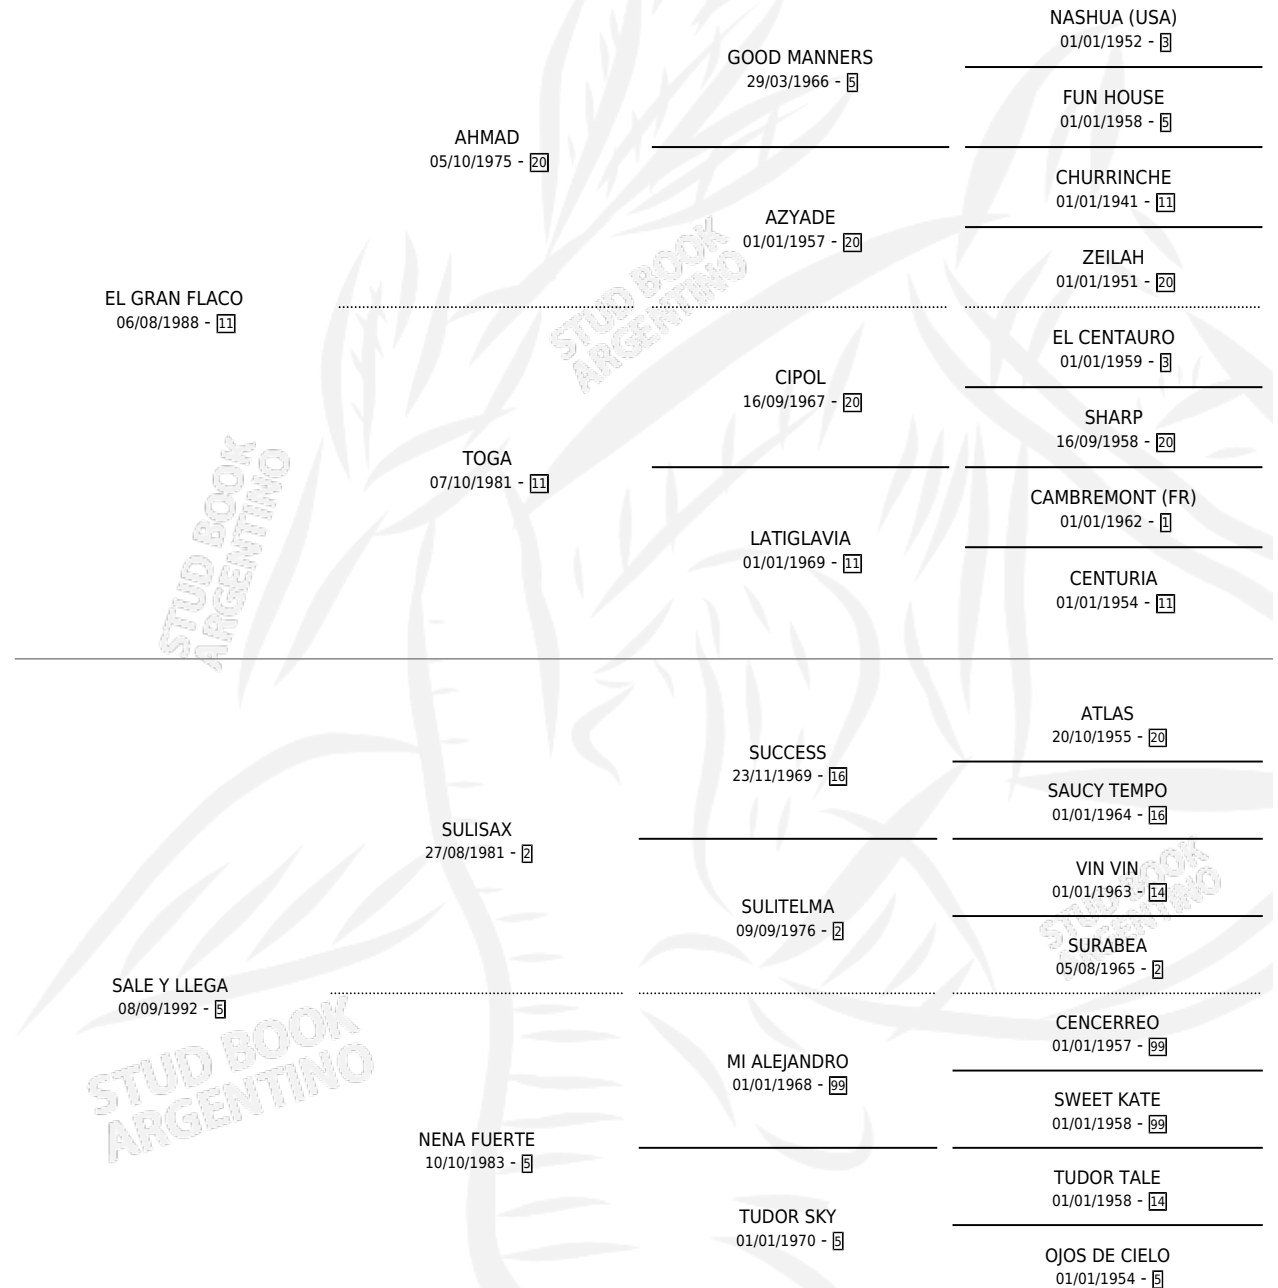 NASHUA (USA)
01/01/1952 - 3
GOOD MANNERS
29/03/1966 - 5
FUN HOUSE
01/01/1958 - 5
AHMAD
05/10/1975 - 20
CHURRINCHE
01/01/1941 - 11
AZYADE
01/01/1957 - 20
ZEILAH
01/01/1951 - 20
EL GRAN FLACO
06/08/1988 - 11
STUD BOOK
ARGENTINO
EL CENTAURO
01/01/1959 - 3
CIPOL
16/09/1967 - 20
SHARP
16/09/1958 - 20
TOGA
07/10/1981 - 11
CAMBREMONT (FR)
01/01/1962 - 1
LATIGLAVIA
01/01/1969 - 11
CENTURIA
01/01/1954 - 11
STUD BOOK
ARGENTINO
ATLAS
20/10/1955 - 20
SUCCESS
23/11/1969 - 16
SAUCY TEMPO
01/01/1964 - 16
SULISAX
27/08/1981 - 2
VIN VIN
01/01/1963 - 14
SULITELMA
09/09/1976 - 2
SURABEA
05/08/1965 - 2
STUD BOOK
ARGENTINO
SALE Y LLEGA
08/09/1992 - 5
CENCERREO
01/01/1957 - 99
MI ALEJANDRO
01/01/1968 - 99
SWEET KATE
01/01/1958 - 99
STUD BOOK
ARGENTINO
NENA FUERTE
10/10/1983 - 5
TUDOR TALE
01/01/1958 - 14
TUDOR SKY
01/01/1970 - 5
OJOS DE CIELO
01/01/1954 - 5